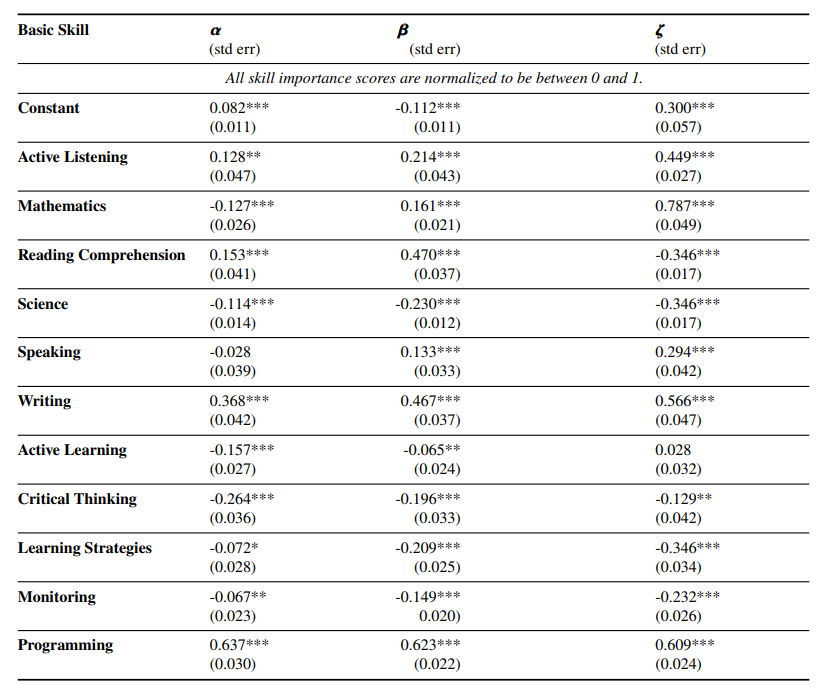 Basic Skill α β ζ
(std err) (std err) (std err)
All skill importance scores are normalized to be between 0 and 1.
Constant 0.082*** -0.112*** 0.300***
(0.011) (0.011) (0.057)
Active Listening 0.128** 0.214*** 0.449***
(0.047) (0.043) (0.027)
Mathematics -0.127*** 0.161*** 0.787***
(0.026) (0.021) (0.049)
Reading Comprehension 0.153*** 0.470*** -0.346***
(0.041) (0.037) (0.017)
Science -0.114*** -0.230*** -0.346***
(0.014) (0.012) (0.017)
Speaking -0.028 0.133*** 0.294***
(0.039) (0.033) (0.042)
Writing 0.368*** 0.467*** 0.566***
(0.042) (0.037) (0.047)
Active Learning -0.157*** -0.065** 0.028
(0.027) (0.024) (0.032)
Critical Thinking -0.264*** -0.196*** -0.129**
(0.036) (0.033) (0.042)
Learning Strategies -0.072* -0.209*** -0.346***
(0.028) (0.025) (0.034)
Monitoring -0.067** -0.149*** -0.232***
(0.023) 0.020) (0.026)
Programming 0.637*** 0.623*** 0.609***
(0.030) (0.022) (0.024)